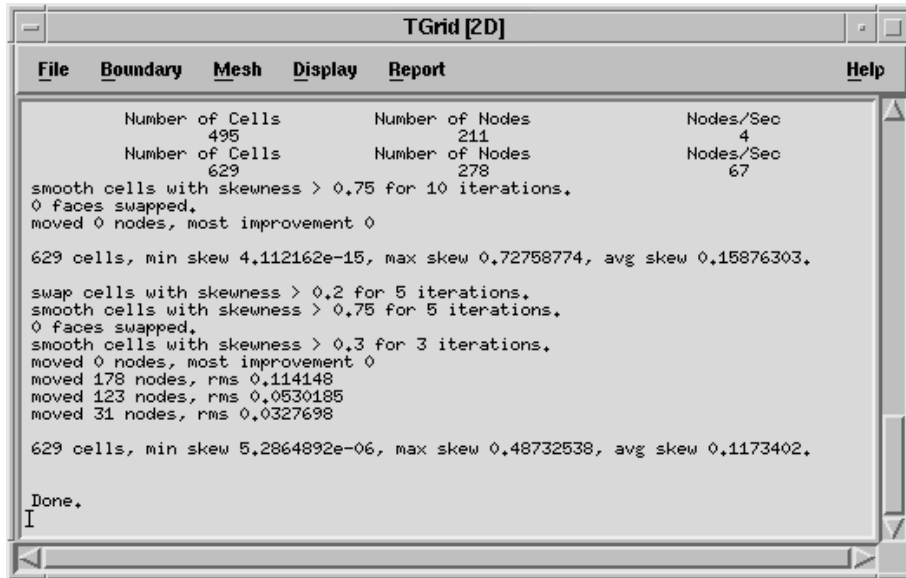 TGrid [2D]
File Boundary Mesh Display Report Help
Number of Cells Number of Nodes Nodes/Sec
495 211 4
Number of Cells Number of Nodes Nodes/Sec
629 278 67
smooth cells with skewness > 0.75 for 10 iterations.
0 faces swapped.
moved 0 nodes, most improvement 0
629 cells, min skew 4.112162e-15, max skew 0.72758774, avg skew 0.15876303.
swap cells with skewness > 0.2 for 5 iterations.
smooth cells with skewness > 0.75 for 5 iterations.
0 faces swapped.
smooth cells with skewness > 0.3 for 3 iterations.
moved 0 nodes, most improvement 0
moved 178 nodes, rms 0.114148
moved 123 nodes, rms 0.0530185
moved 31 nodes, rms 0.0327698
629 cells, min skew 5.2864892e-06, max skew 0.48732538, avg skew 0.1173402.
Done.